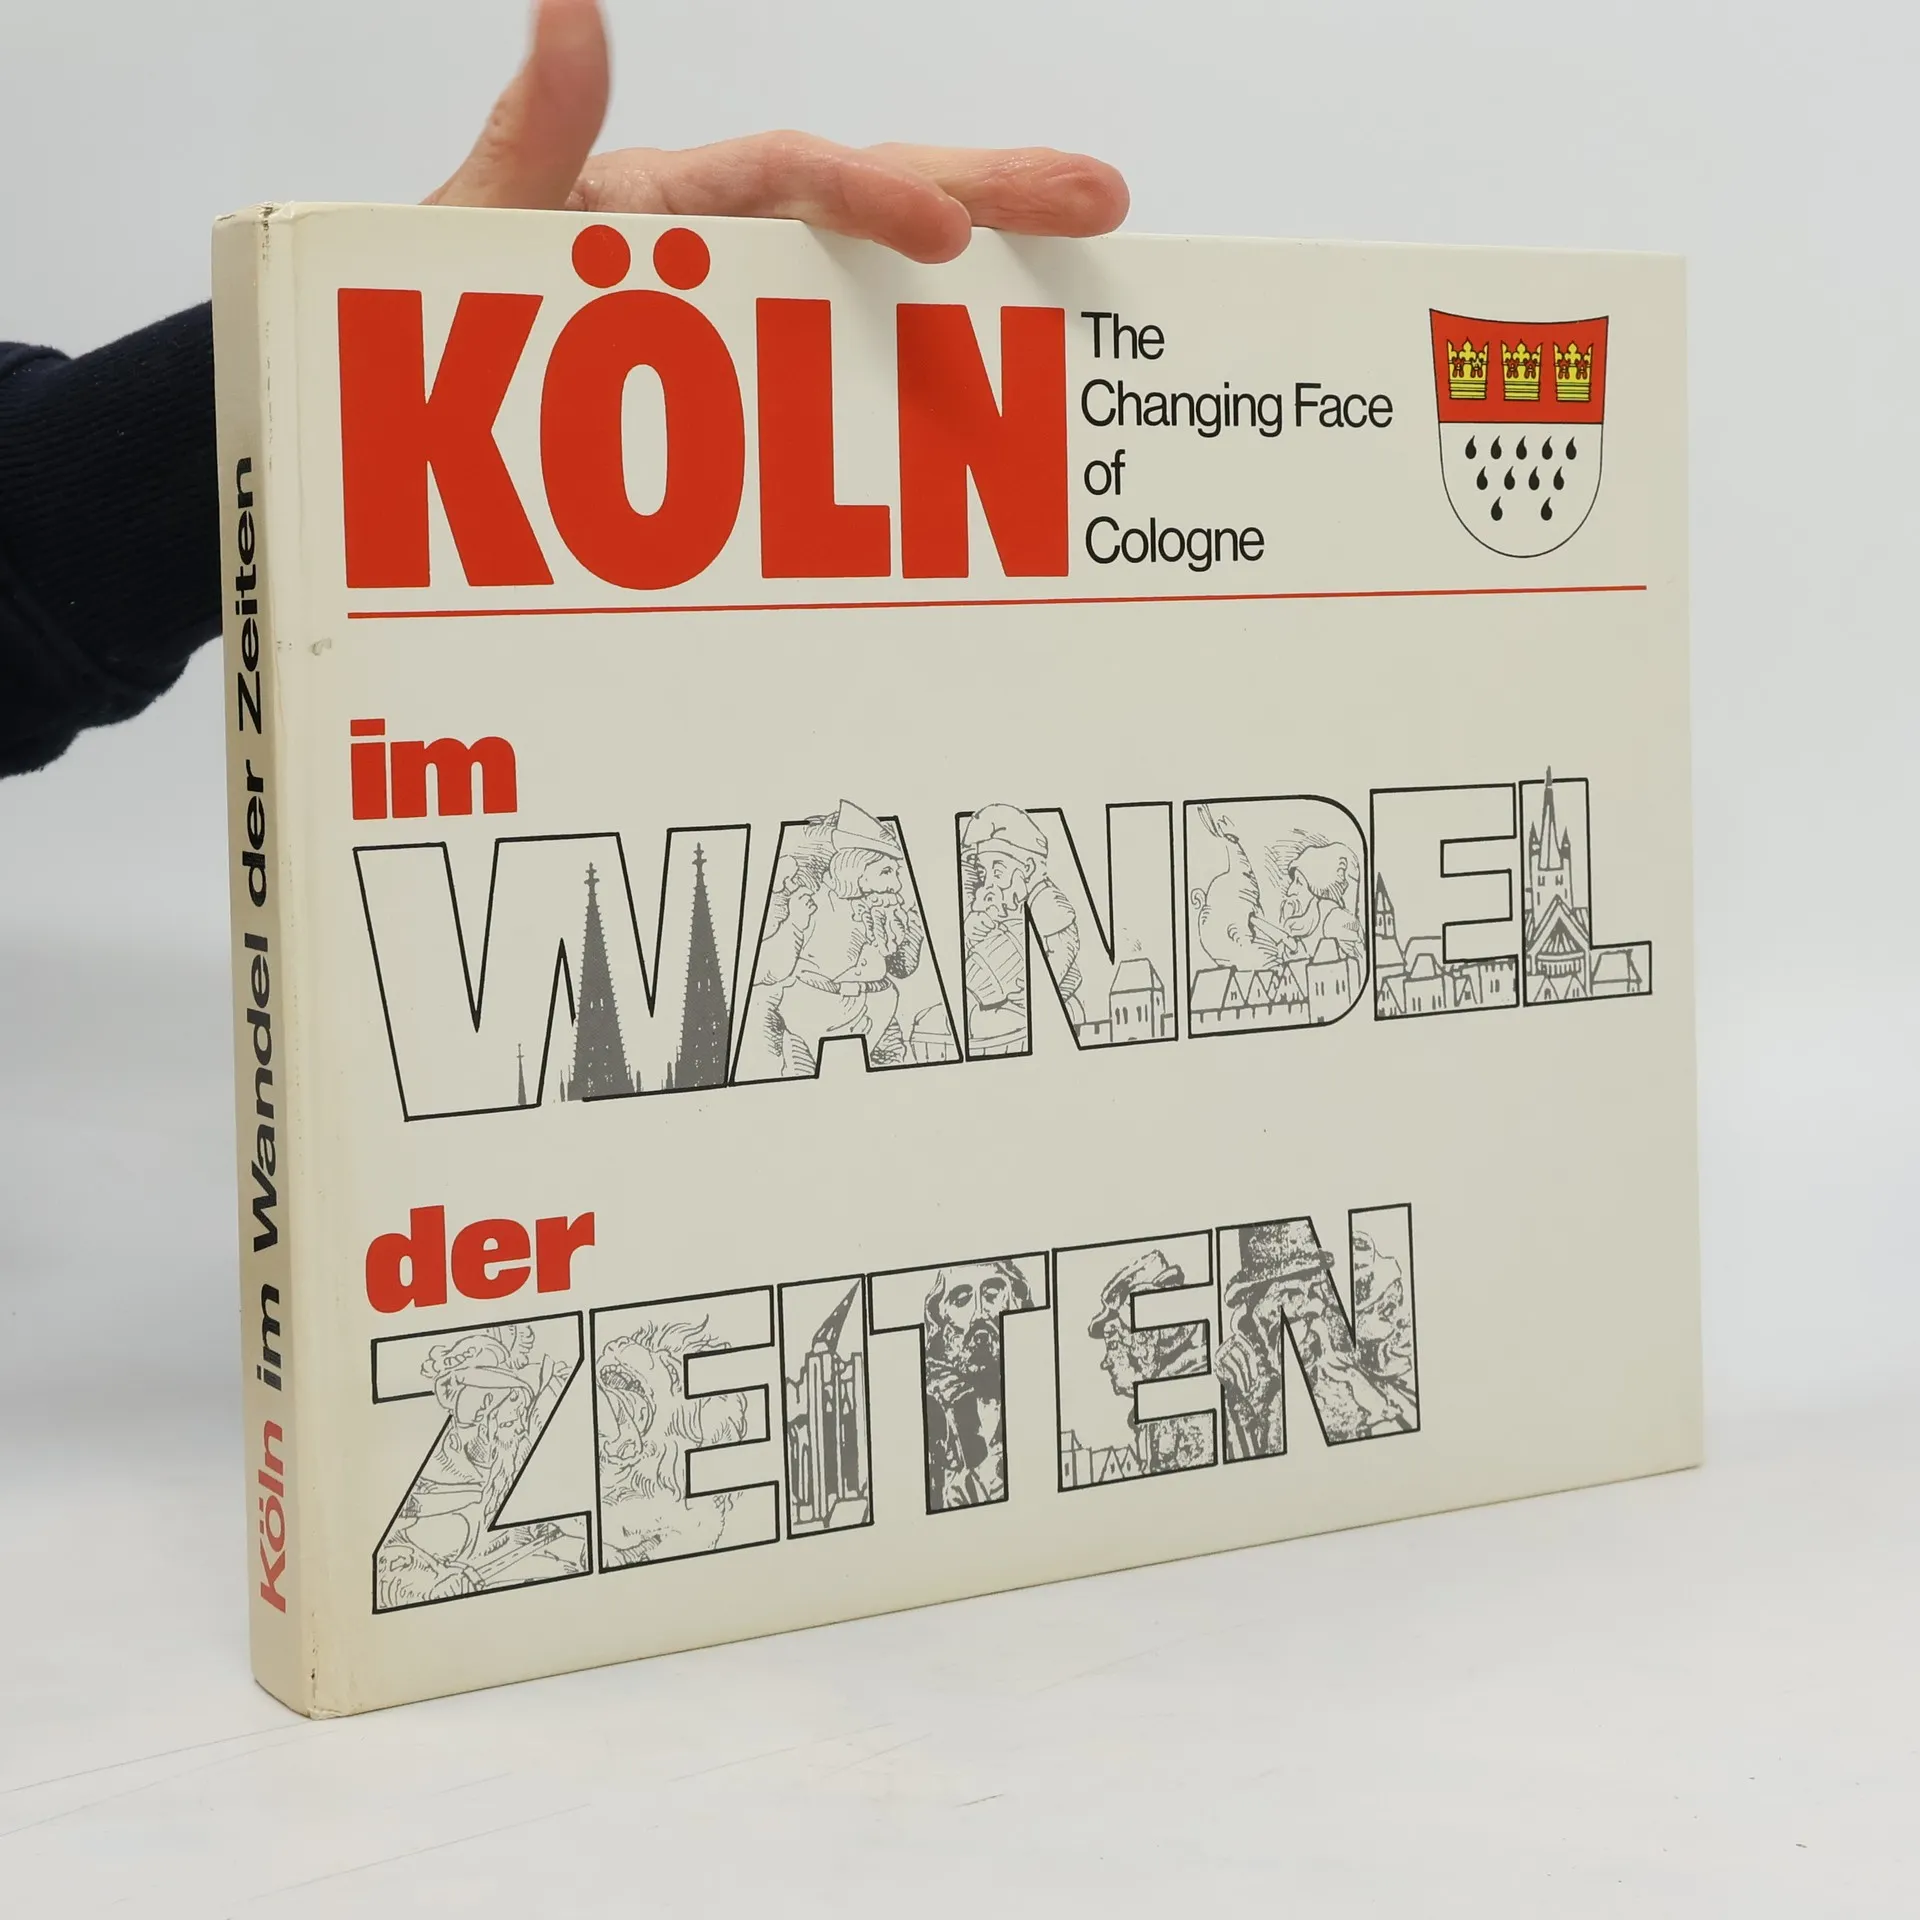 KÖLN
The
Changing Face
of
Cologne
im
WANDEL
der
ZEITEN
Köln im Wandel der Zeiten